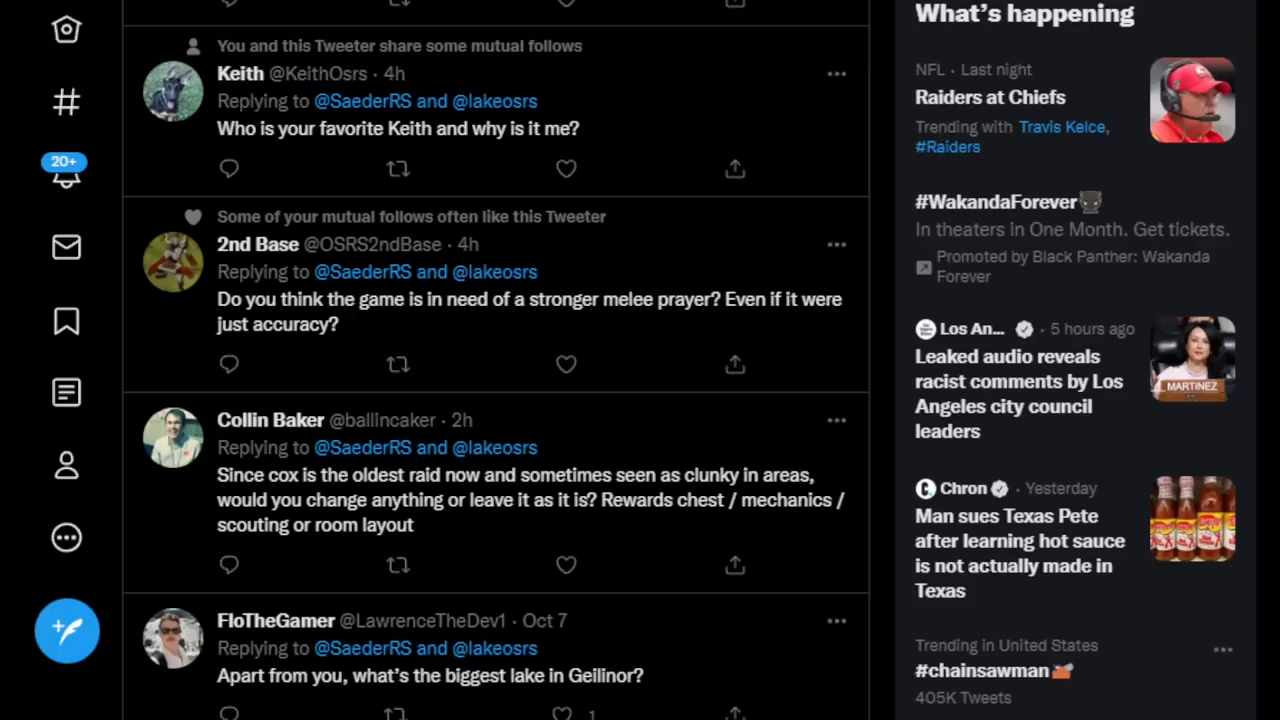 You and this Tweeter share some mutual follows
Keith @KeithOsrs · 4h
Replying to @SaederRS and @lakeosrs
Who is your favorite Keith and why is it me?
20+
Some of your mutual follows often like this Tweeter
2nd Base @OSRS2ndBase · 4h
Replying to @SaederRS and @lakeosrs
Do you think the game is in need of a stronger melee prayer? Even if it were
just accuracy?
Collin Baker @ballincaker · 2h
Replying to @SaederRS and @lakeosrs
Since cox is the oldest raid now and sometimes seen as clunky in areas,
would you change anything or leave it as it is? Rewards chest / mechanics /
scouting or room layout
FloTheGamer @LawrenceTheDev1 · Oct 7
Replying to @SaederRS and @lakeosrs
Apart from you, what's the biggest lake in Geilinor?
1
What's happening
NFL · Last night
Raiders at Chiefs
Trending with Travis Kelce,
#Raiders
#WakandaForever
In theaters in One Month. Get tickets.
Promoted by Black Panther: Wakanda
Forever
Los An... · 5 hours ago
Leaked audio reveals
racist comments by Los
Angeles city council
leaders
MARTINEZ
Chron · Yesterday
Man sues Texas Pete
after learning hot sauce
is not actually made in
Texas
Trending in United States
#chainsawman
405K Tweets